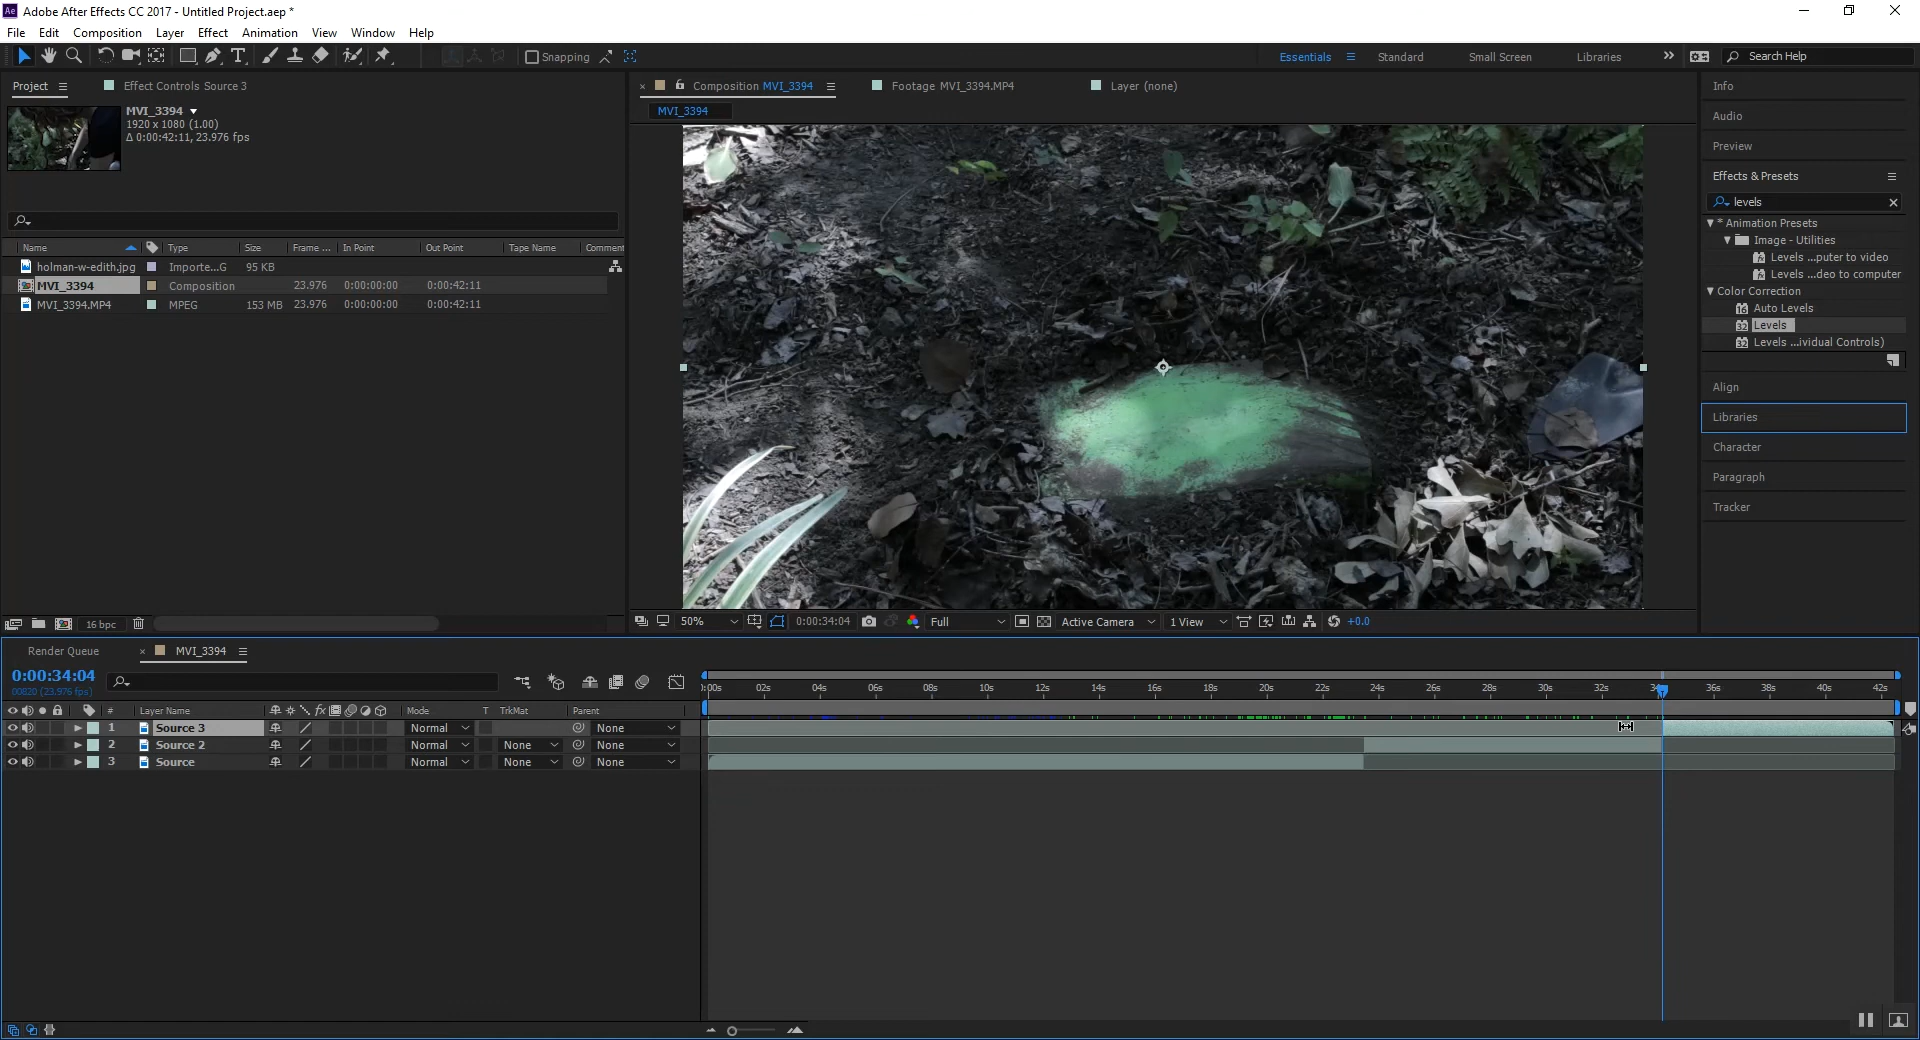 Adobe After Effects CC 2017 - Untitled Project.aep *
File Edit Composition Layer Effect Animation View Window Help
Snapping Essentials Standard Small Screen Libraries Search Help
Project Effect Controls Source 3
MVI_3394
1920 x 1080 (1.00)
Δ 0:00:42:11, 23.976 fps
Name Type Size Frame ... In Point Out Point Tape Name Comment
holman-w-edith.jpg Importe...G 95 KB
MVI_3394 Composition 23.976 0:00:00:00 0:00:42:11
MVI_3394.MP4 MPEG 153 MB 23.976 0:00:00:00 0:00:42:11
16 bpc
Composition MVI_3394 Footage MVI_3394.MP4 Layer (none)
MVI_3394
50% 0:00:34:04 Full Active Camera 1 View +0.0
Info
Audio
Preview
Effects & Presets
levels
* Animation Presets
Image - Utilities
Levels ...puter to video
Levels ...deo to computer
Color Correction
Auto Levels
Levels
Levels ...ividual Controls)
Align
Libraries
Character
Paragraph
Tracker
Render Queue MVI_3394
0:00:34:04
00820 (23.976 fps)
:00s 02s 04s 06s 08s 10s 12s 14s 16s 18s 20s 22s 24s 26s 28s 30s 32s 36s 38s 40s 42s
# Layer Name fx Mode T TrkMat Parent
1 Source 3 Normal None
2 Source 2 Normal None None
3 Source Normal None None